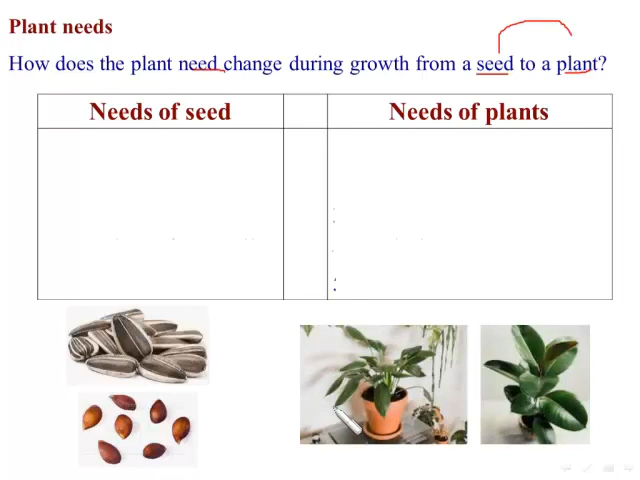 Plant needs
How does the plant need change during growth from a seed to a plant?
Needs of seed Needs of plants